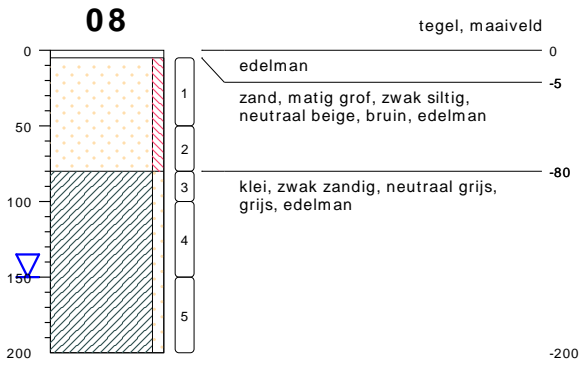 08
tegel, maaiveld
0
0
edelman
-5
zand, matig grof, zwak siltig,
neutraal beige, bruin, edelman
1
50
2
-80
klei, zwak zandig, neutraal grijs,
grijs, edelman
3
100
4
150
5
200
-200